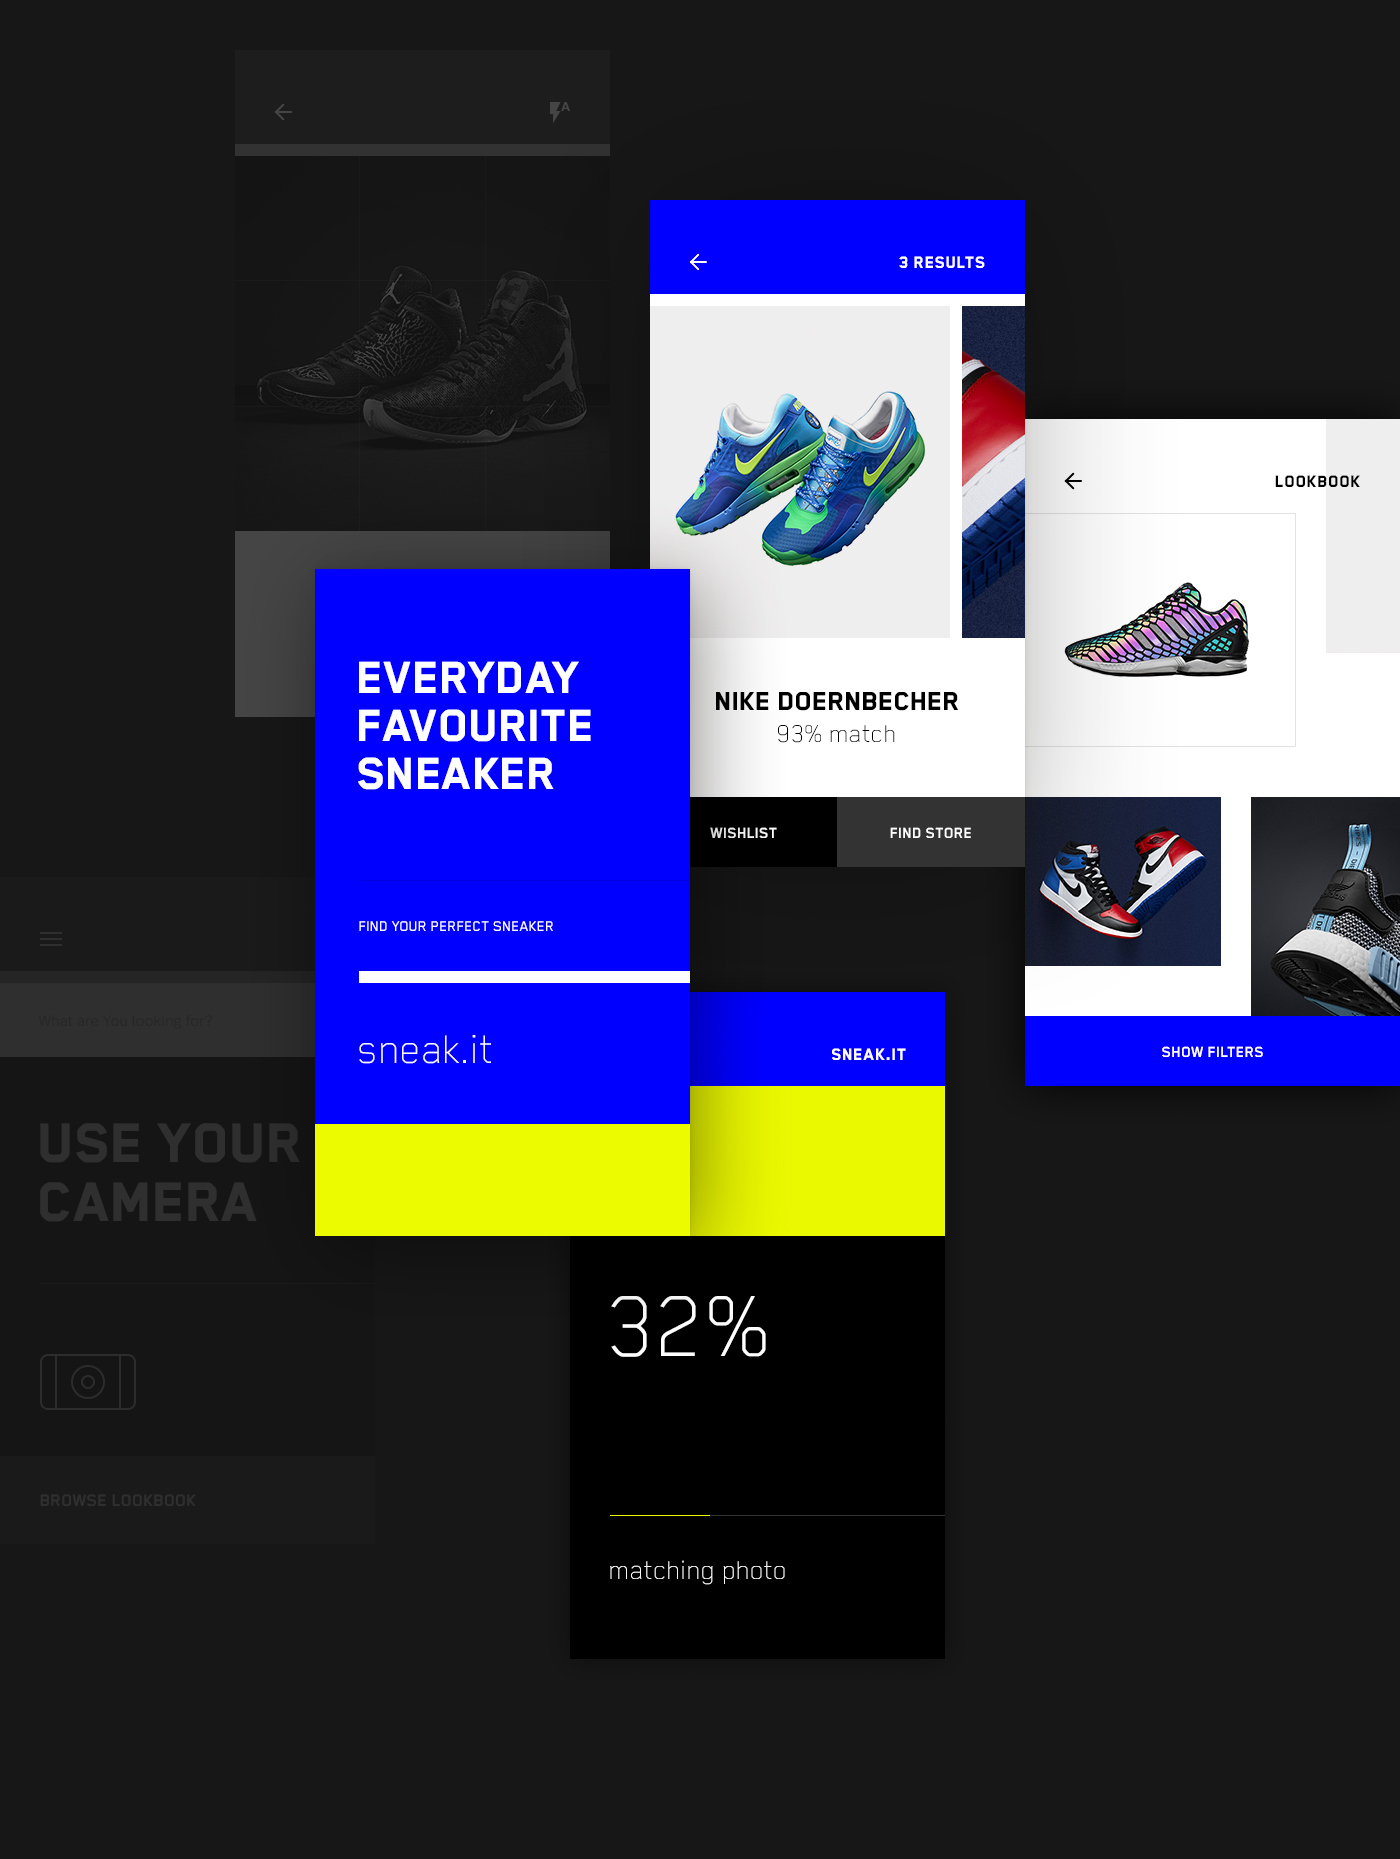 A
3 RESULTS
LOOKBOOK
NIKE DOERNBECHER
93% match
WISHLIST
FIND STORE
EVERYDAY
FAVOURITE
SNEAKER
FIND YOUR PERFECT SNEAKER
sneak.it
SHOW FILTERS
What are You looking for?
SNEAK.IT
USE YOUR
CAMERA
32%
BROWSE LOOKBOOK
matching photo